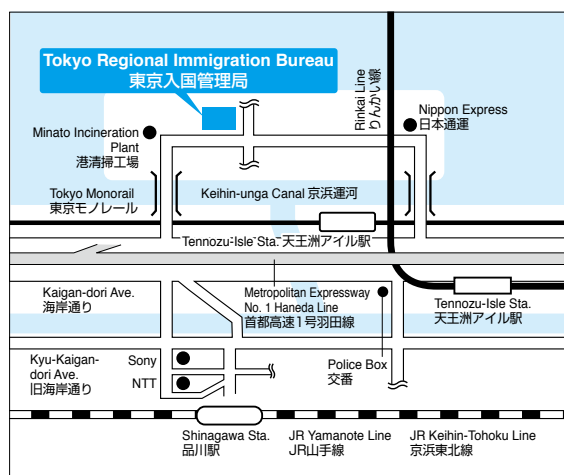 Tokyo Regional Immigration Bureau
東京入国管理局
Rinkai Line
りんかい線
Nippon Express
日本通運
Minato Incineration
Plant
港清掃工場
Tokyo Monorail
東京モノレール
Keihin-unga Canal 京浜運河
Tennozu-Isle Sta. 天王洲アイル駅
Kaigan-dori Ave.
海岸通り
Metropolitan Expressway
No. 1 Haneda Line
首都高速1号羽田線
Tennozu-Isle Sta.
天王洲アイル駅
Kyu-Kaigan-
dori Ave.
旧海岸通り
Sony
NTT
Police Box
交番
Shinagawa Sta.
品川駅
JR Yamanote Line
JR山手線
JR Keihin-Tohoku Line
京浜東北線